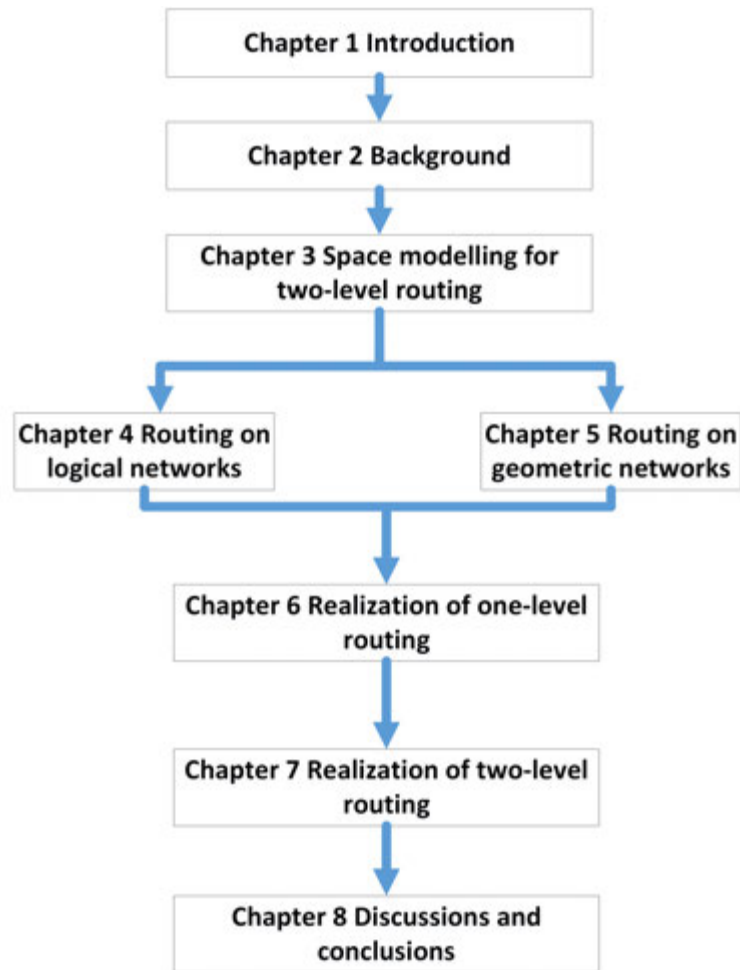 Chapter 1 Introduction
Chapter 2 Background
Chapter 3 Space modelling for
two-level routing
Chapter 4 Routing on
logical networks
Chapter 5 Routing on
geometric networks
Chapter 6 Realization of one-level
routing
Chapter 7 Realization of two-level
routing
Chapter 8 Discussions and
conclusions